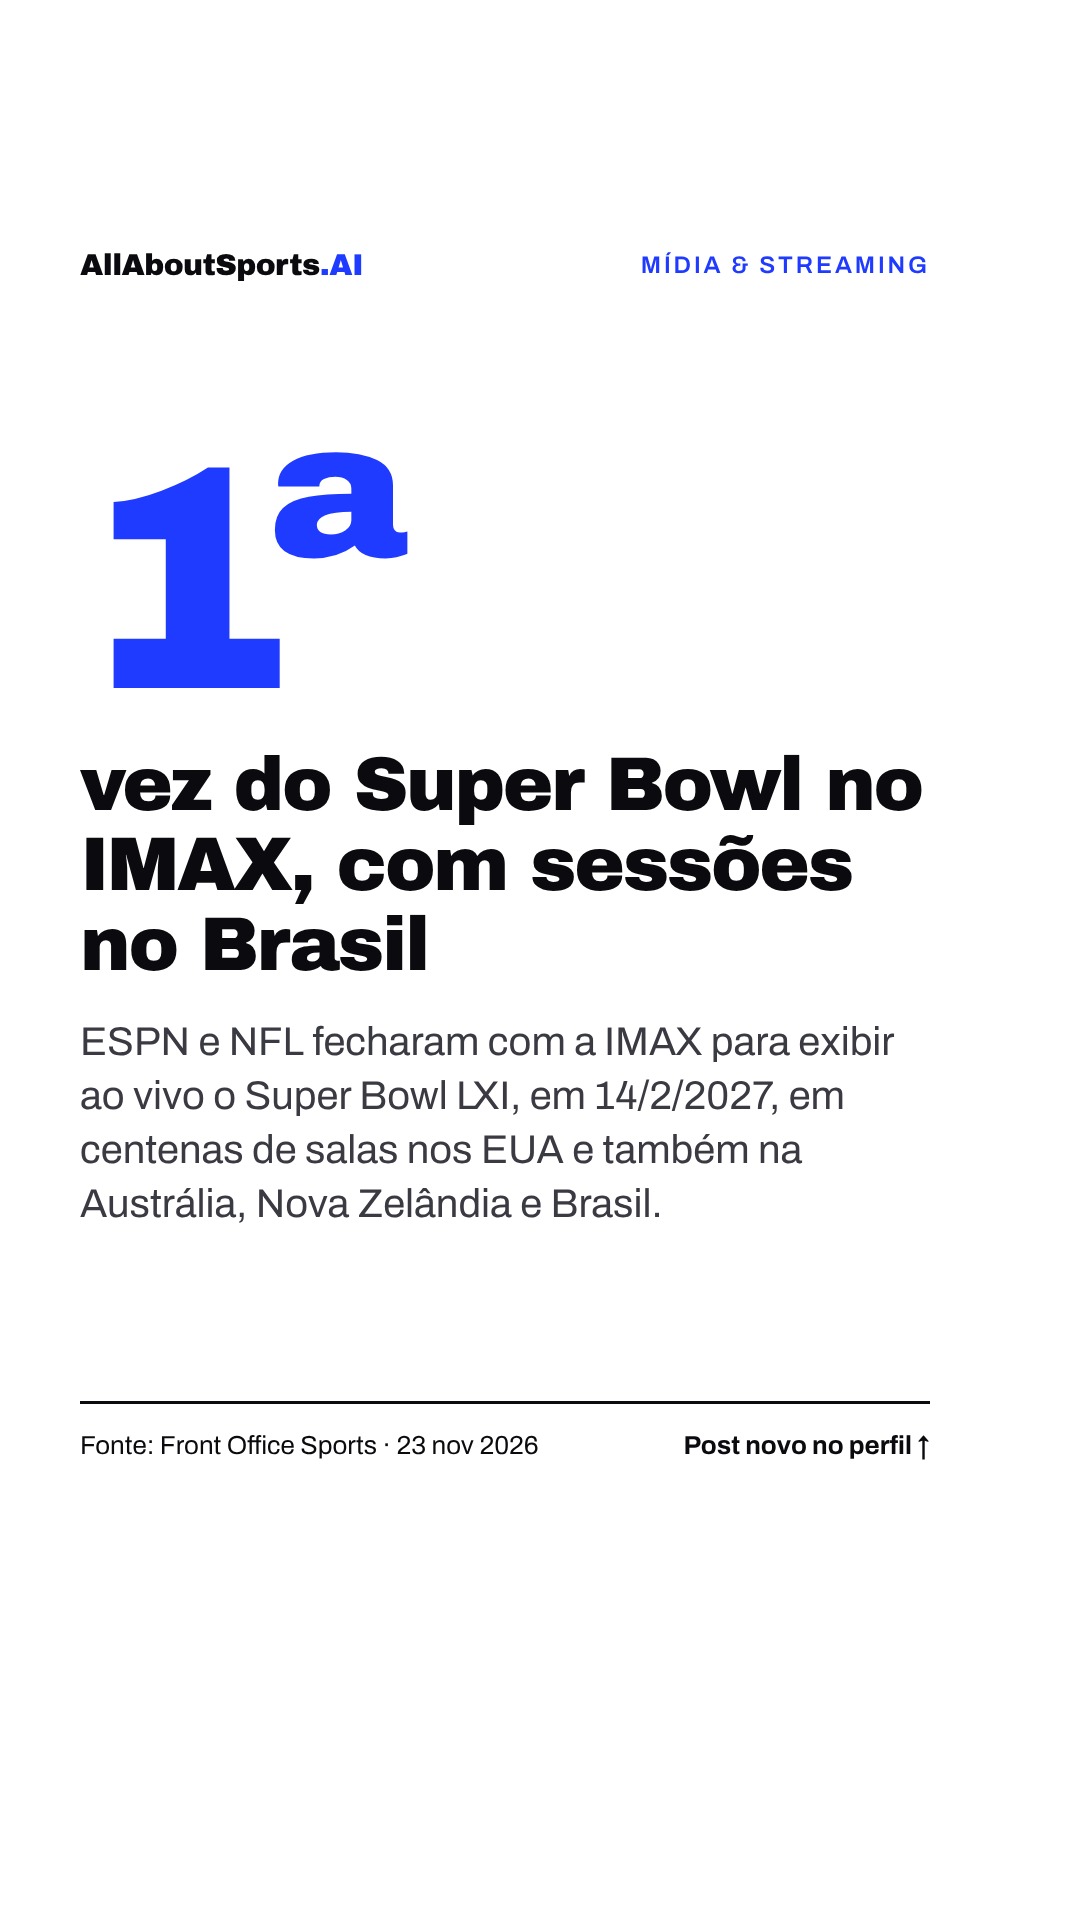 AllAboutSports.AI
MÍDIA & STREAMING
1ª
vez do Super Bowl no
IMAX, com sessões
no Brasil
ESPN e NFL fecharam com a IMAX para exibir
ao vivo o Super Bowl LXI, em 14/2/2027, em
centenas de salas nos EUA e também na
Austrália, Nova Zelândia e Brasil.
Fonte: Front Office Sports · 23 nov 2026
Post novo no perfil ↑